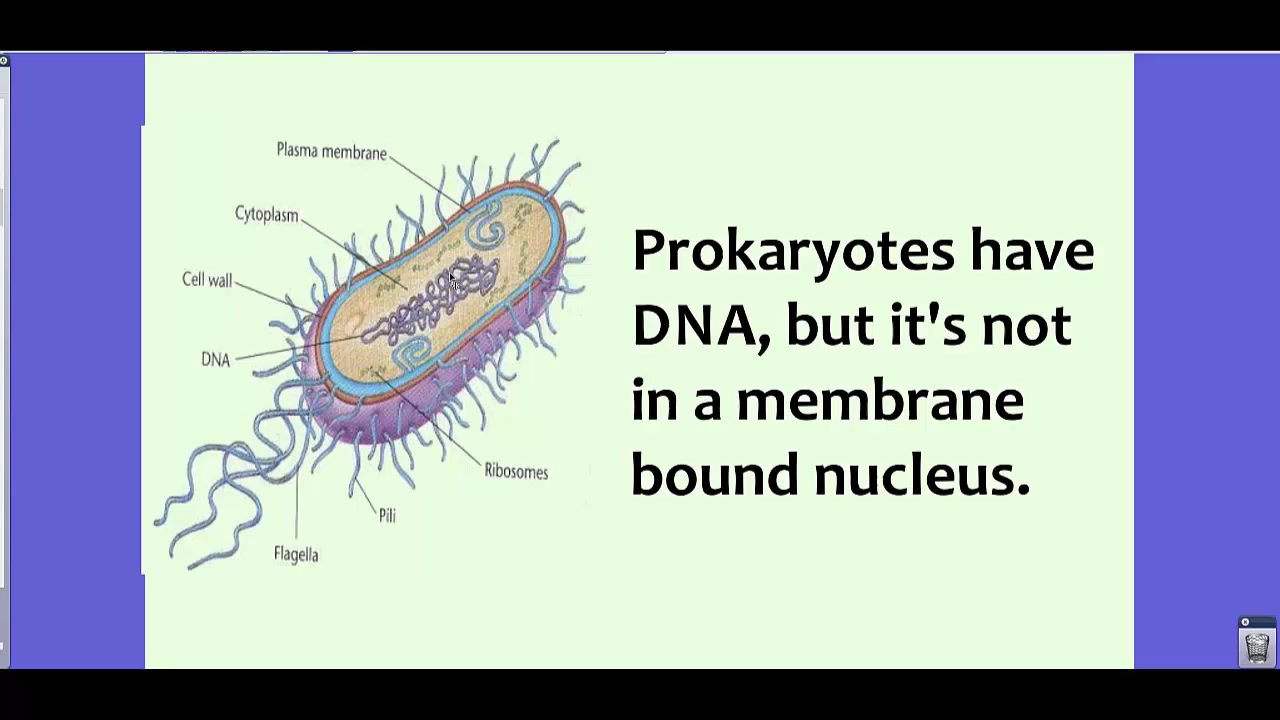 Plasma membrane
Cytoplasm
Cell wall
DNA
Ribosomes
Pili
Flagella
Prokaryotes have
DNA, but it's not
in a membrane
bound nucleus.